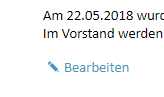 Am 22.05.2018 wurd
Im Vorstand werden
Bearbeiten